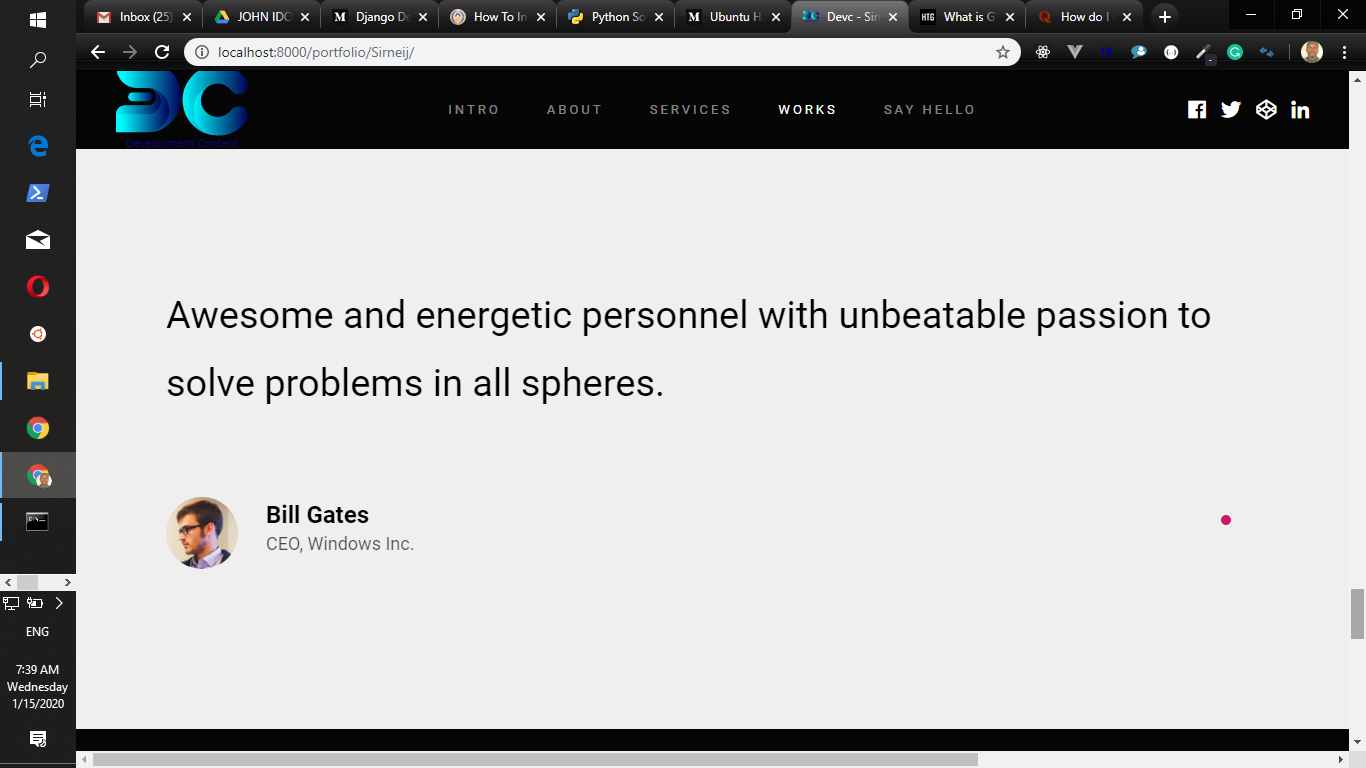 Inbox (25)
JOHN IDO
Django De
How To In
Python So
M
Ubuntu H
Devc - Sir
HTG
What is G
Q
How do I
localhost:8000/portfolio/Sirneij/
Development Content
INTRO
ABOUT
SERVICES
WORKS
SAY HELLO
Awesome and energetic personnel with unbeatable passion to
solve problems in all spheres.
Bill Gates
CEO, Windows Inc.
ENG
7:39 AM
Wednesday
1/15/2020